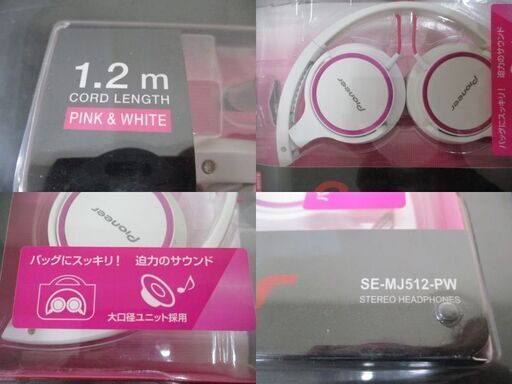 1.2 m
CORD LENGTH
PINK & WHITE
Pioneer
Pioneer
バッグにスッキリ！ 迫力のサウンド
Pioneer
バッグにスッキリ！
迫力のサウンド
大口径ユニット採用
SE-MJ512-PW
STEREO HEADPHONES